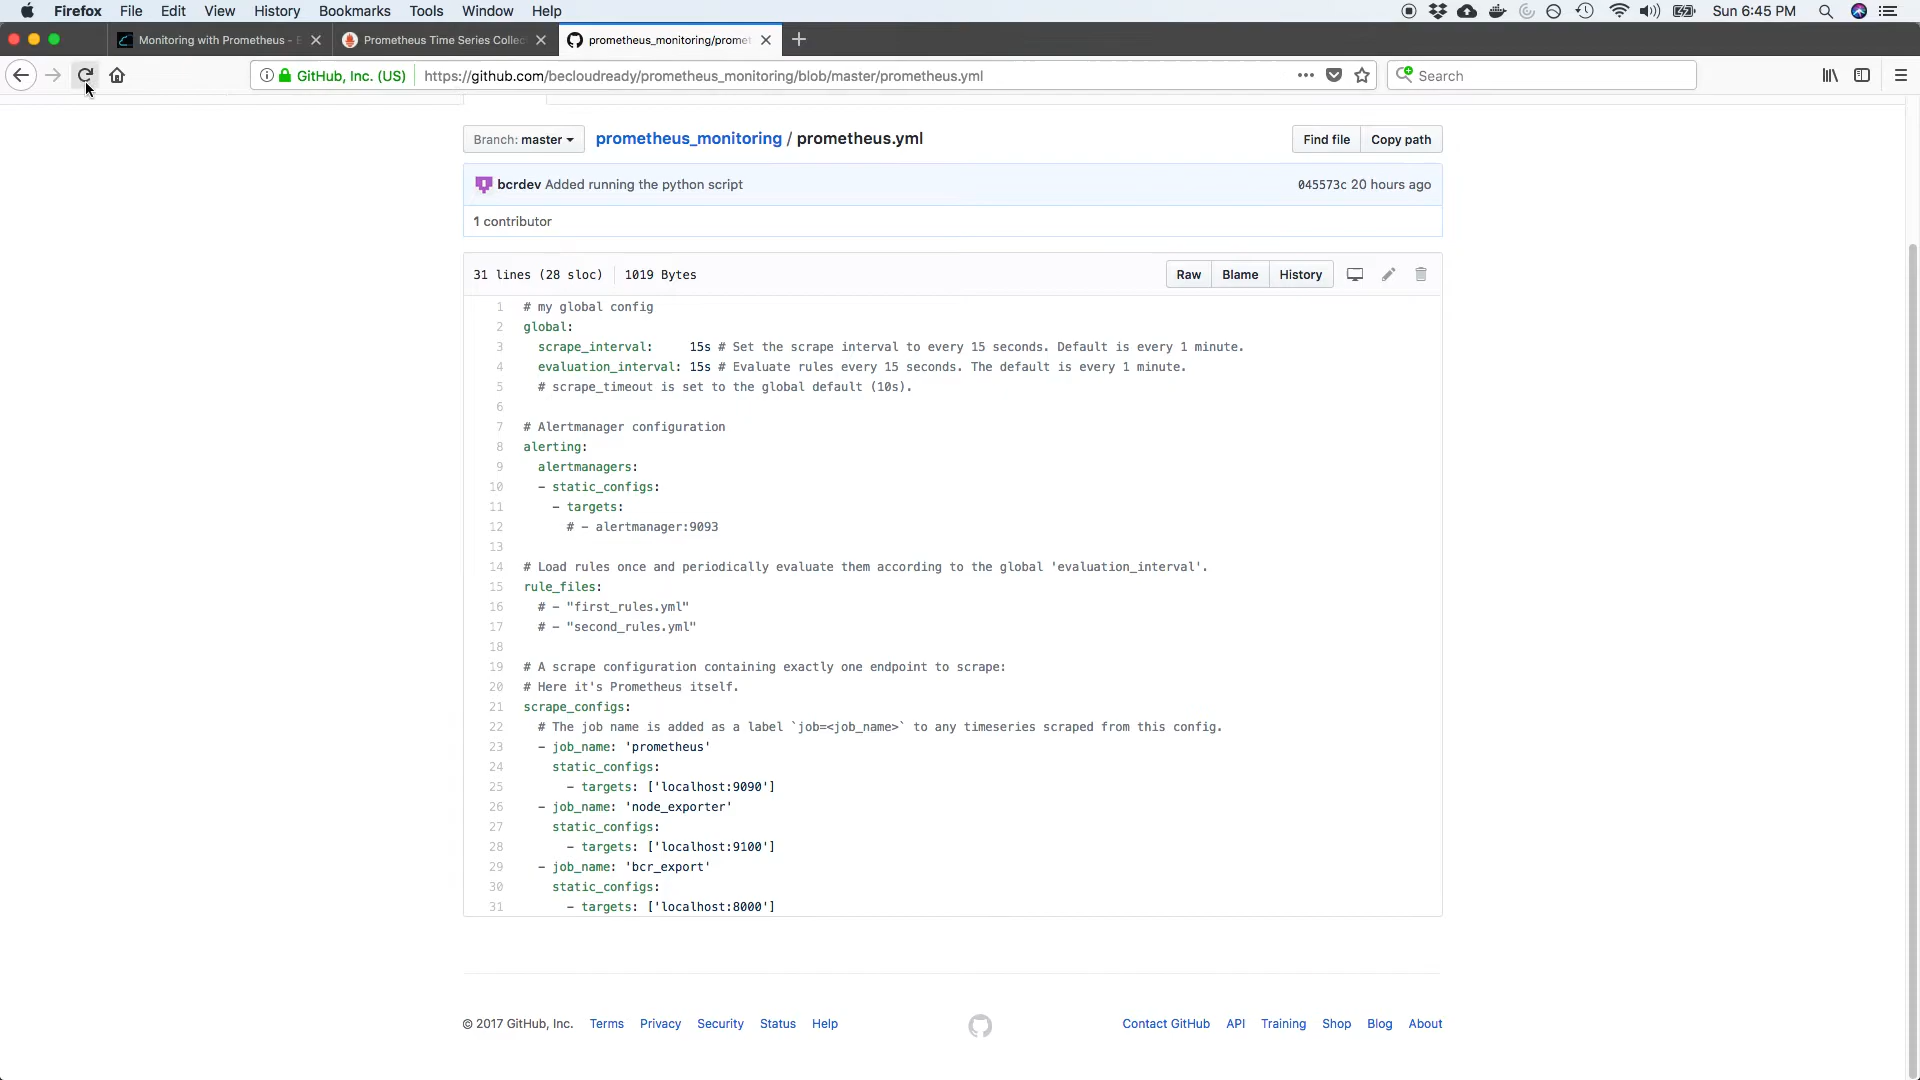 Firefox File Edit View History Bookmarks Tools Window Help Sun 6:45 PM
Monitoring with Prometheus - Prometheus Time Series Collec prometheus_monitoring/promet
GitHub, Inc. (US) https://github.com/becloudready/prometheus_monitoring/blob/master/prometheus.yml Search
Branch: master prometheus_monitoring / prometheus.yml Find file Copy path
bcrdev Added running the python script 045573c 20 hours ago
1 contributor
31 lines (28 sloc) 1019 Bytes Raw Blame History
1 # my global config
2 global:
3   scrape_interval:     15s # Set the scrape interval to every 15 seconds. Default is every 1 minute.
4   evaluation_interval: 15s # Evaluate rules every 15 seconds. The default is every 1 minute.
5   # scrape_timeout is set to the global default (10s).
6
7 # Alertmanager configuration
8 alerting:
9   alertmanagers:
10   - static_configs:
11     - targets:
12       # - alertmanager:9093
13
14 # Load rules once and periodically evaluate them according to the global 'evaluation_interval'.
15 rule_files:
16   # - "first_rules.yml"
17   # - "second_rules.yml"
18
19 # A scrape configuration containing exactly one endpoint to scrape:
20 # Here it's Prometheus itself.
21 scrape_configs:
22   # The job name is added as a label `job=<job_name>` to any timeseries scraped from this config.
23   - job_name: 'prometheus'
24     static_configs:
25       - targets: ['localhost:9090']
26   - job_name: 'node_exporter'
27     static_configs:
28       - targets: ['localhost:9100']
29   - job_name: 'bcr_export'
30     static_configs:
31       - targets: ['localhost:8000']
© 2017 GitHub, Inc. Terms Privacy Security Status Help Contact GitHub API Training Shop Blog About